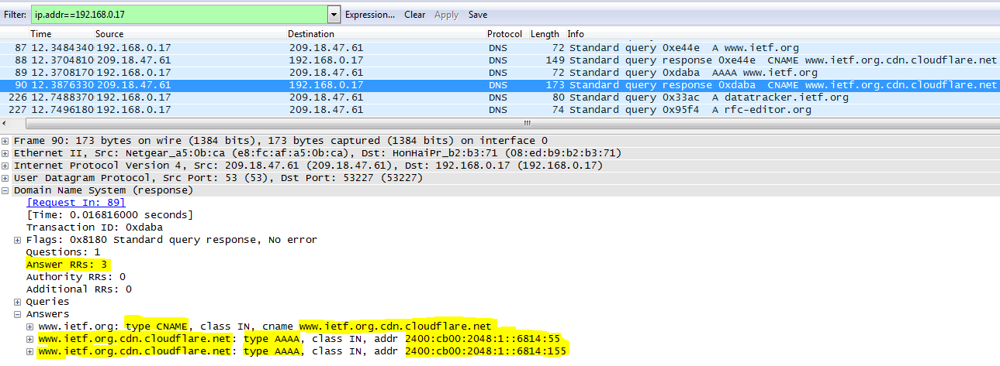 Filter: ip.addr==192.168.0.17 Expression... Clear Apply Save
Time Source Destination Protocol Length Info
87 12.3484340 192.168.0.17 209.18.47.61 DNS 72 Standard query 0xe44e A www.ietf.org
88 12.3704810 209.18.47.61 192.168.0.17 DNS 149 Standard query response 0xe44e CNAME www.ietf.org.cdn.cloudflare.net
89 12.3708170 192.168.0.17 209.18.47.61 DNS 72 Standard query 0xdaba AAAA www.ietf.org
90 12.3876330 209.18.47.61 192.168.0.17 DNS 173 Standard query response 0xdaba CNAME www.ietf.org.cdn.cloudflare.net
226 12.7488370 192.168.0.17 209.18.47.61 DNS 80 Standard query 0x33ac A datatracker.ietf.org
227 12.7496180 192.168.0.17 209.18.47.61 DNS 74 Standard query 0x95f4 A rfc-editor.org
Frame 90: 173 bytes on wire (1384 bits), 173 bytes captured (1384 bits) on interface 0
Ethernet II, Src: Netgear_a5:0b:ca (e8:fc:af:a5:0b:ca), Dst: HonHaiPr_b2:b3:71 (08:ed:b9:b2:b3:71)
Internet Protocol Version 4, Src: 209.18.47.61 (209.18.47.61), Dst: 192.168.0.17 (192.168.0.17)
User Datagram Protocol, Src Port: 53 (53), Dst Port: 53227 (53227)
Domain Name System (response)
[Request In: 89]
[Time: 0.016816000 seconds]
Transaction ID: 0xdaba
Flags: 0x8180 Standard query response, No error
Questions: 1
Answer RRs: 3
Authority RRs: 0
Additional RRs: 0
Queries
Answers
www.ietf.org: type CNAME, class IN, cname www.ietf.org.cdn.cloudflare.net
www.ietf.org.cdn.cloudflare.net: type AAAA, class IN, addr 2400:cb00:2048:1::6814:55
www.ietf.org.cdn.cloudflare.net: type AAAA, class IN, addr 2400:cb00:2048:1::6814:155